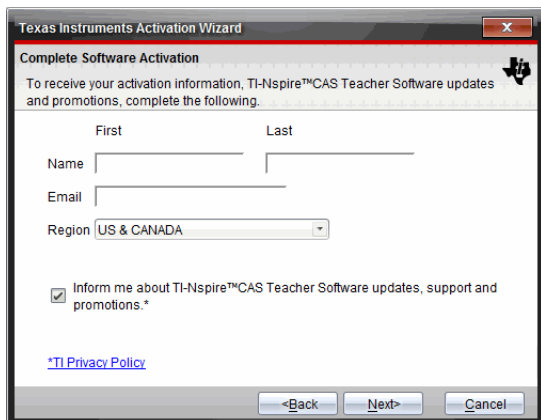 Texas Instruments Activation Wizard
Complete Software Activation
To receive your activation information, TI-Nspire™CAS Teacher Software updates
and promotions, complete the following.
First Last
Name
Email
Region US & CANADA
Inform me about TI-Nspire™CAS Teacher Software updates, support and
promotions.*
*TI Privacy Policy
<Back Next> Cancel